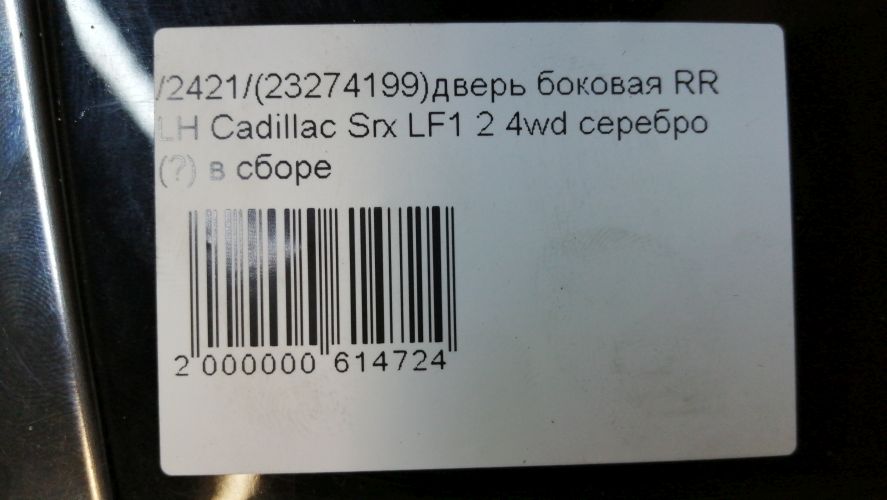 /2421/(23274199)дверь боковая RR
LH Cadillac Srx LF1 2 4wd серебро
(?) в сборе
2 000000 614724